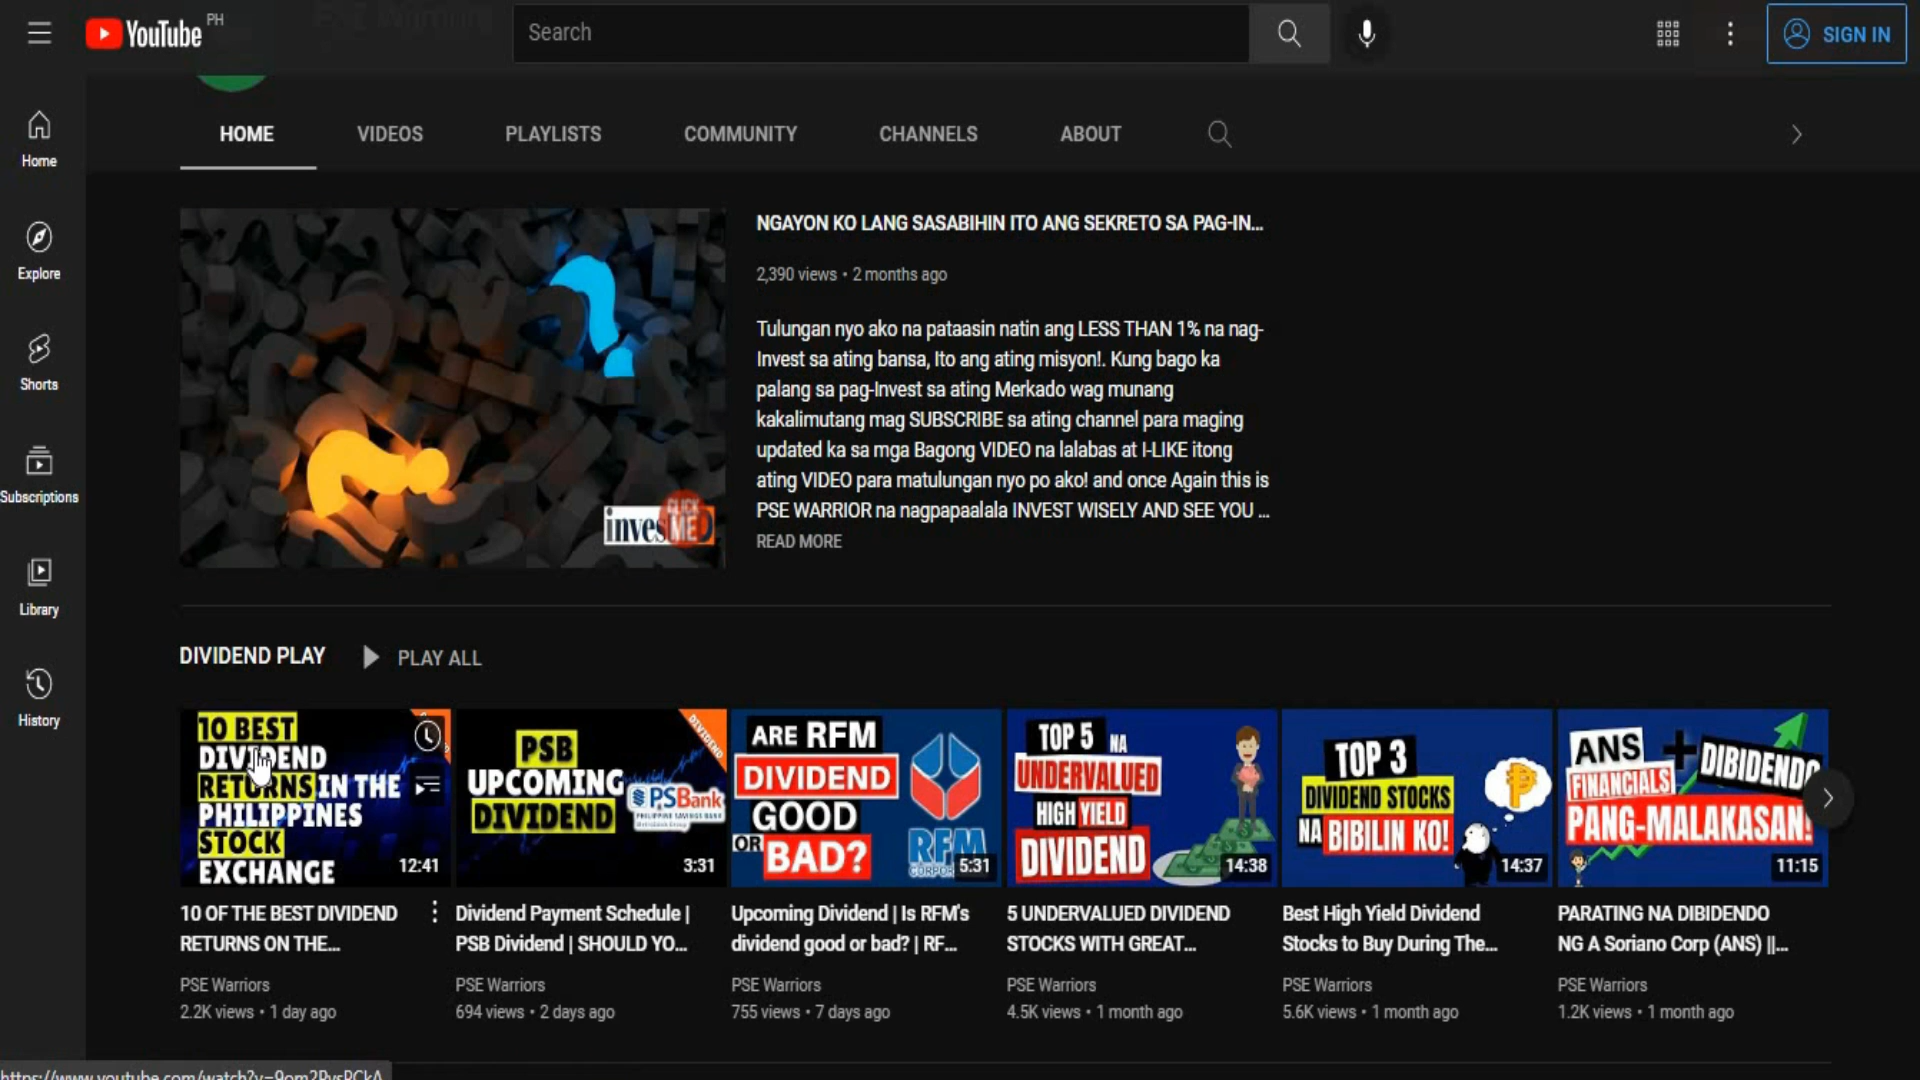 YouTube PH
Search
SIGN IN
HOME VIDEOS PLAYLISTS COMMUNITY CHANNELS ABOUT
Home
Explore
Shorts
Subscriptions
Library
History
NGAYON KO LANG SASABIHIN ITO ANG SEKRETO SA PAG-IN...
2,390 views • 2 months ago
Tulungan nyo ako na pataasin natin ang LESS THAN 1% na nag-
Invest sa ating bansa, Ito ang ating misyon!. Kung bago ka
palang sa pag-Invest sa ating Merkado wag munang
kakalimutang mag SUBSCRIBE sa ating channel para maging
updated ka sa mga Bagong VIDEO na lalabas at I-LIKE itong
ating VIDEO para matulungan nyo po ako! and once Again this is
PSE WARRIOR na nagpapaalala INVEST WISELY AND SEE YOU ...
READ MORE
CLICK
ME
DIVIDEND PLAY PLAY ALL
10 BEST
DIVIDEND
RETURNS IN THE
PHILIPPINES
STOCK
EXCHANGE
12:41
PSB
UPCOMING
DIVIDEND
DIVIDEND
PSBank
PHILIPPINE SAVINGS BANK
3:31
ARE RFM
DIVIDEND
GOOD
OR BAD?
RFM
5:31
TOP 5 NA
UNDERVALUED
HIGH YIELD
DIVIDEND
14:38
TOP 3
DIVIDEND STOCKS
NA BIBILIN KO!
14:37
ANS + DIBIDENDO
FINANCIALS
PANG-MALAKASAN!
11:15
10 OF THE BEST DIVIDEND
RETURNS ON THE...
PSE Warriors
2.2K views • 1 day ago
Dividend Payment Schedule |
PSB Dividend | SHOULD YO...
PSE Warriors
694 views • 2 days ago
Upcoming Dividend | Is RFM's
dividend good or bad? | RF...
PSE Warriors
755 views • 7 days ago
5 UNDERVALUED DIVIDEND
STOCKS WITH GREAT...
PSE Warriors
4.5K views • 1 month ago
Best High Yield Dividend
Stocks to Buy During The...
PSE Warriors
5.6K views • 1 month ago
PARATING NA DIBIDENDO
NG A Soriano Corp (ANS) ||...
PSE Warriors
1.2K views • 1 month ago